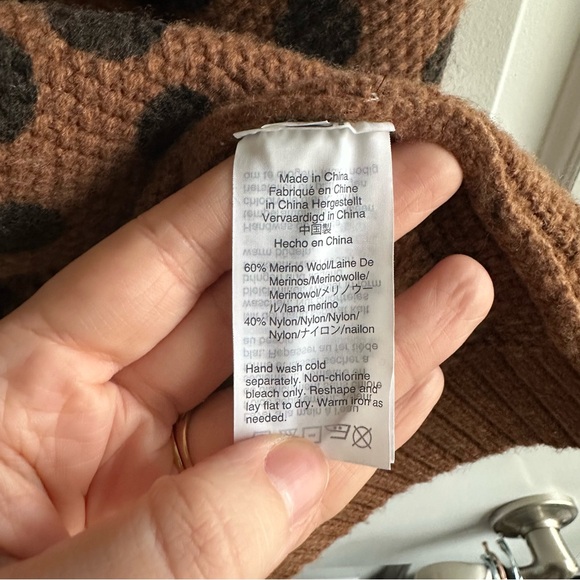 Made in China
Fabriqué en Chine
in China Hergestellt
Vervaardigd in China
中国製
Hecho en China
60% Merino Wool/Laine De
Merinos/Merinowolle/
Merinowol/メリノウー
ル/lana merino
40% Nylon/Nylon/Nylon/
Nylon/ナイロン/nailon
Hand wash cold
separately. Non-chlorine
bleach only. Reshape and
lay flat to dry. Warm iron as
needed.